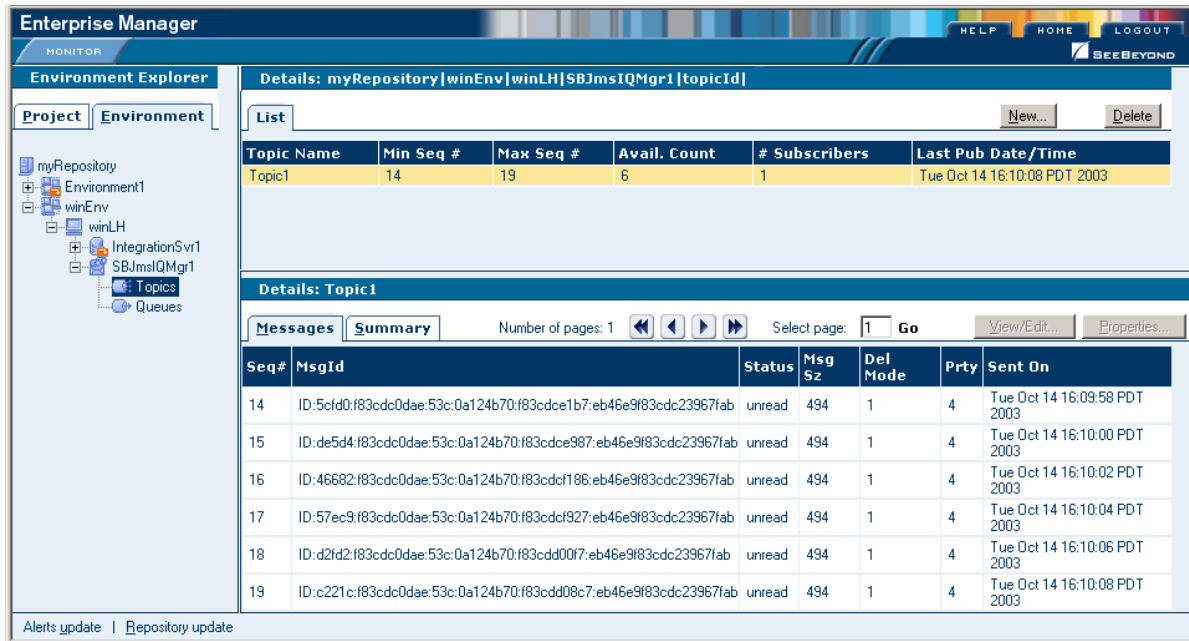 Enterprise Manager
HELP HOME LOGOUT
MONITOR
SEEBEYOND
Environment Explorer
Details: myRepository|winEnv|winLH|SBJmsIQMgr1|topicId|
Project Environment
List
New... Delete
myRepository
Environment1
winEnv
winLH
IntegrationSvr1
SBJmsIQMgr1
Topics
Queues
Topic Name Min Seq # Max Seq # Avail. Count # Subscribers Last Pub Date/Time
Topic1 14 19 6 1 Tue Oct 14 16:10:08 PDT 2003
Details: Topic1
Messages Summary Number of pages: 1 Select page: 1 Go View/Edit... Properties...
Seq# MsgId Status Msg Sz Del Mode Prty Sent On
14 ID:5cfd0:f83cdc0dae:53c:0a124b70:f83cdce1b7:eb46e9f83cdc23967fab unread 494 1 4 Tue Oct 14 16:09:58 PDT 2003
15 ID:de5d4:f83cdc0dae:53c:0a124b70:f83cdce987:eb46e9f83cdc23967fab unread 494 1 4 Tue Oct 14 16:10:00 PDT 2003
16 ID:46682:f83cdc0dae:53c:0a124b70:f83cdcf186:eb46e9f83cdc23967fab unread 494 1 4 Tue Oct 14 16:10:02 PDT 2003
17 ID:57ec9:f83cdc0dae:53c:0a124b70:f83cdcf927:eb46e9f83cdc23967fab unread 494 1 4 Tue Oct 14 16:10:04 PDT 2003
18 ID:d2fd2:f83cdc0dae:53c:0a124b70:f83cdd00f7:eb46e9f83cdc23967fab unread 494 1 4 Tue Oct 14 16:10:06 PDT 2003
19 ID:c221c:f83cdc0dae:53c:0a124b70:f83cdd08c7:eb46e9f83cdc23967fab unread 494 1 4 Tue Oct 14 16:10:08 PDT 2003
Alerts update | Repository update